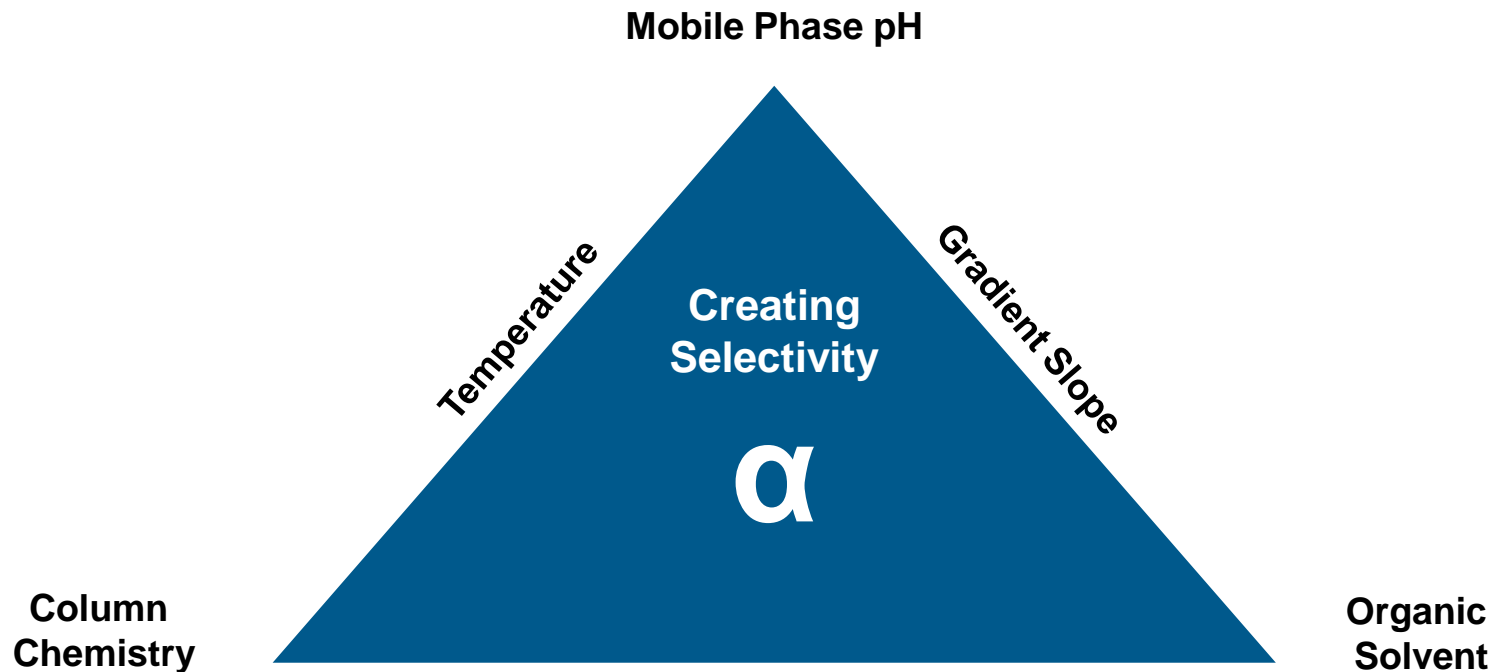 Mobile Phase pH
Temperature
Gradient Slope
Creating
Selectivity
α
Column
Chemistry
Organic
Solvent